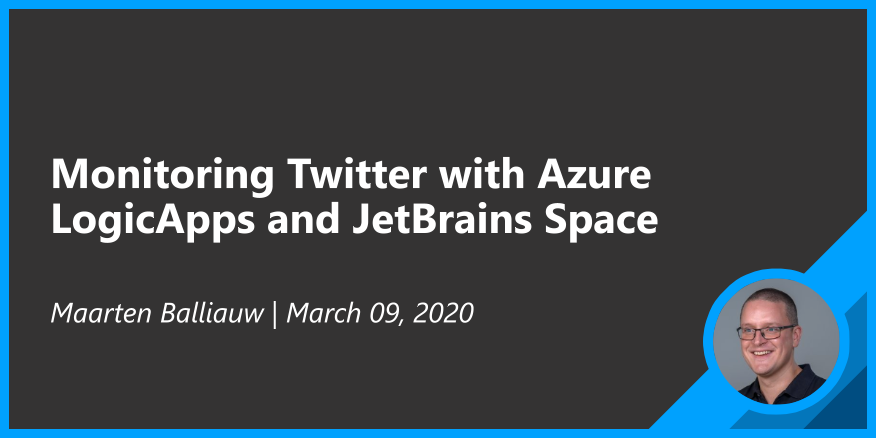 Monitoring Twitter with Azure
LogicApps and JetBrains Space
Maarten Balliauw | March 09, 2020